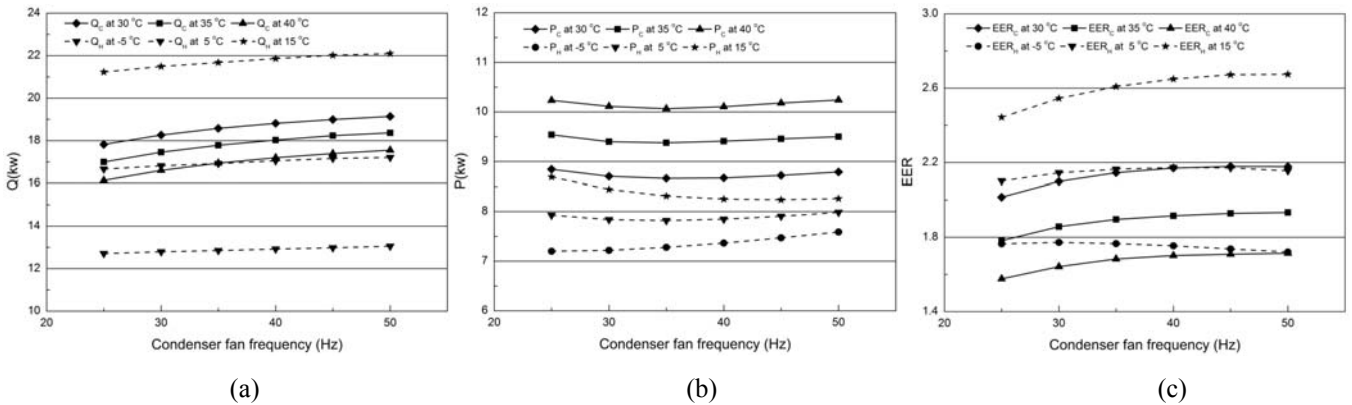 Q_C at 30 °C Q_C at 35 °C Q_C at 40 °C
Q_H at -5 °C Q_H at 5 °C Q_H at 15 °C
24
22
20
18
16
14
12
10
Q(kw)
20 30 40 50
Condenser fan frequency (Hz)
(a)
P_C at 30 °C P_C at 35 °C P_C at 40 °C
P_H at -5 °C P_H at 5 °C P_H at 15 °C
12
11
10
9
8
7
6
P(kw)
20 30 40 50
Condenser fan frequency (Hz)
(b)
EER_C at 30 °C EER_C at 35 °C EER_C at 40 °C
EER_H at -5 °C EER_H at 5 °C EER_H at 15 °C
3.0
2.6
2.2
1.8
1.4
EER
20 30 40 50
Condenser fan frequency (Hz)
(c)